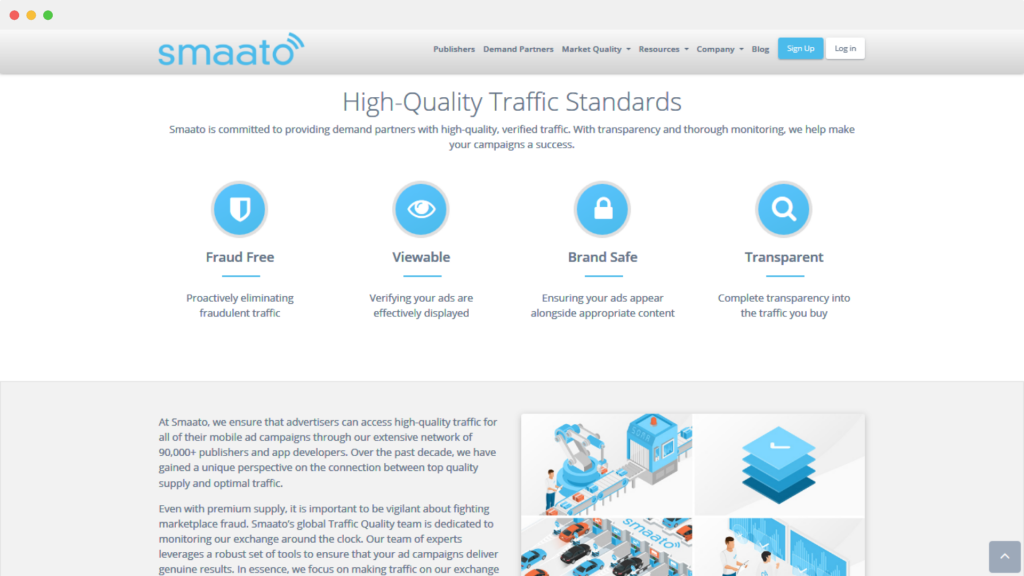 smaato
Publishers Demand Partners Market Quality Resources Company Blog Sign Up Log in
High-Quality Traffic Standards
Smaato is committed to providing demand partners with high-quality, verified traffic. With transparency and thorough monitoring, we help make
your campaigns a success.
Fraud Free
Proactively eliminating
fraudulent traffic
Viewable
Verifying your ads are
effectively displayed
Brand Safe
Ensuring your ads appear
alongside appropriate content
Transparent
Complete transparency into
the traffic you buy
At Smaato, we ensure that advertisers can access high-quality traffic for
all of their mobile ad campaigns through our extensive network of
90,000+ publishers and app developers. Over the past decade, we have
gained a unique perspective on the connection between top quality
supply and optimal traffic.
Even with premium supply, it is important to be vigilant about fighting
marketplace fraud. Smaato's global Traffic Quality team is dedicated to
monitoring our exchange around the clock. Our team of experts
leverages a robust set of tools to ensure that your ad campaigns deliver
genuine results. In essence, we focus on making traffic on our exchange
smaato